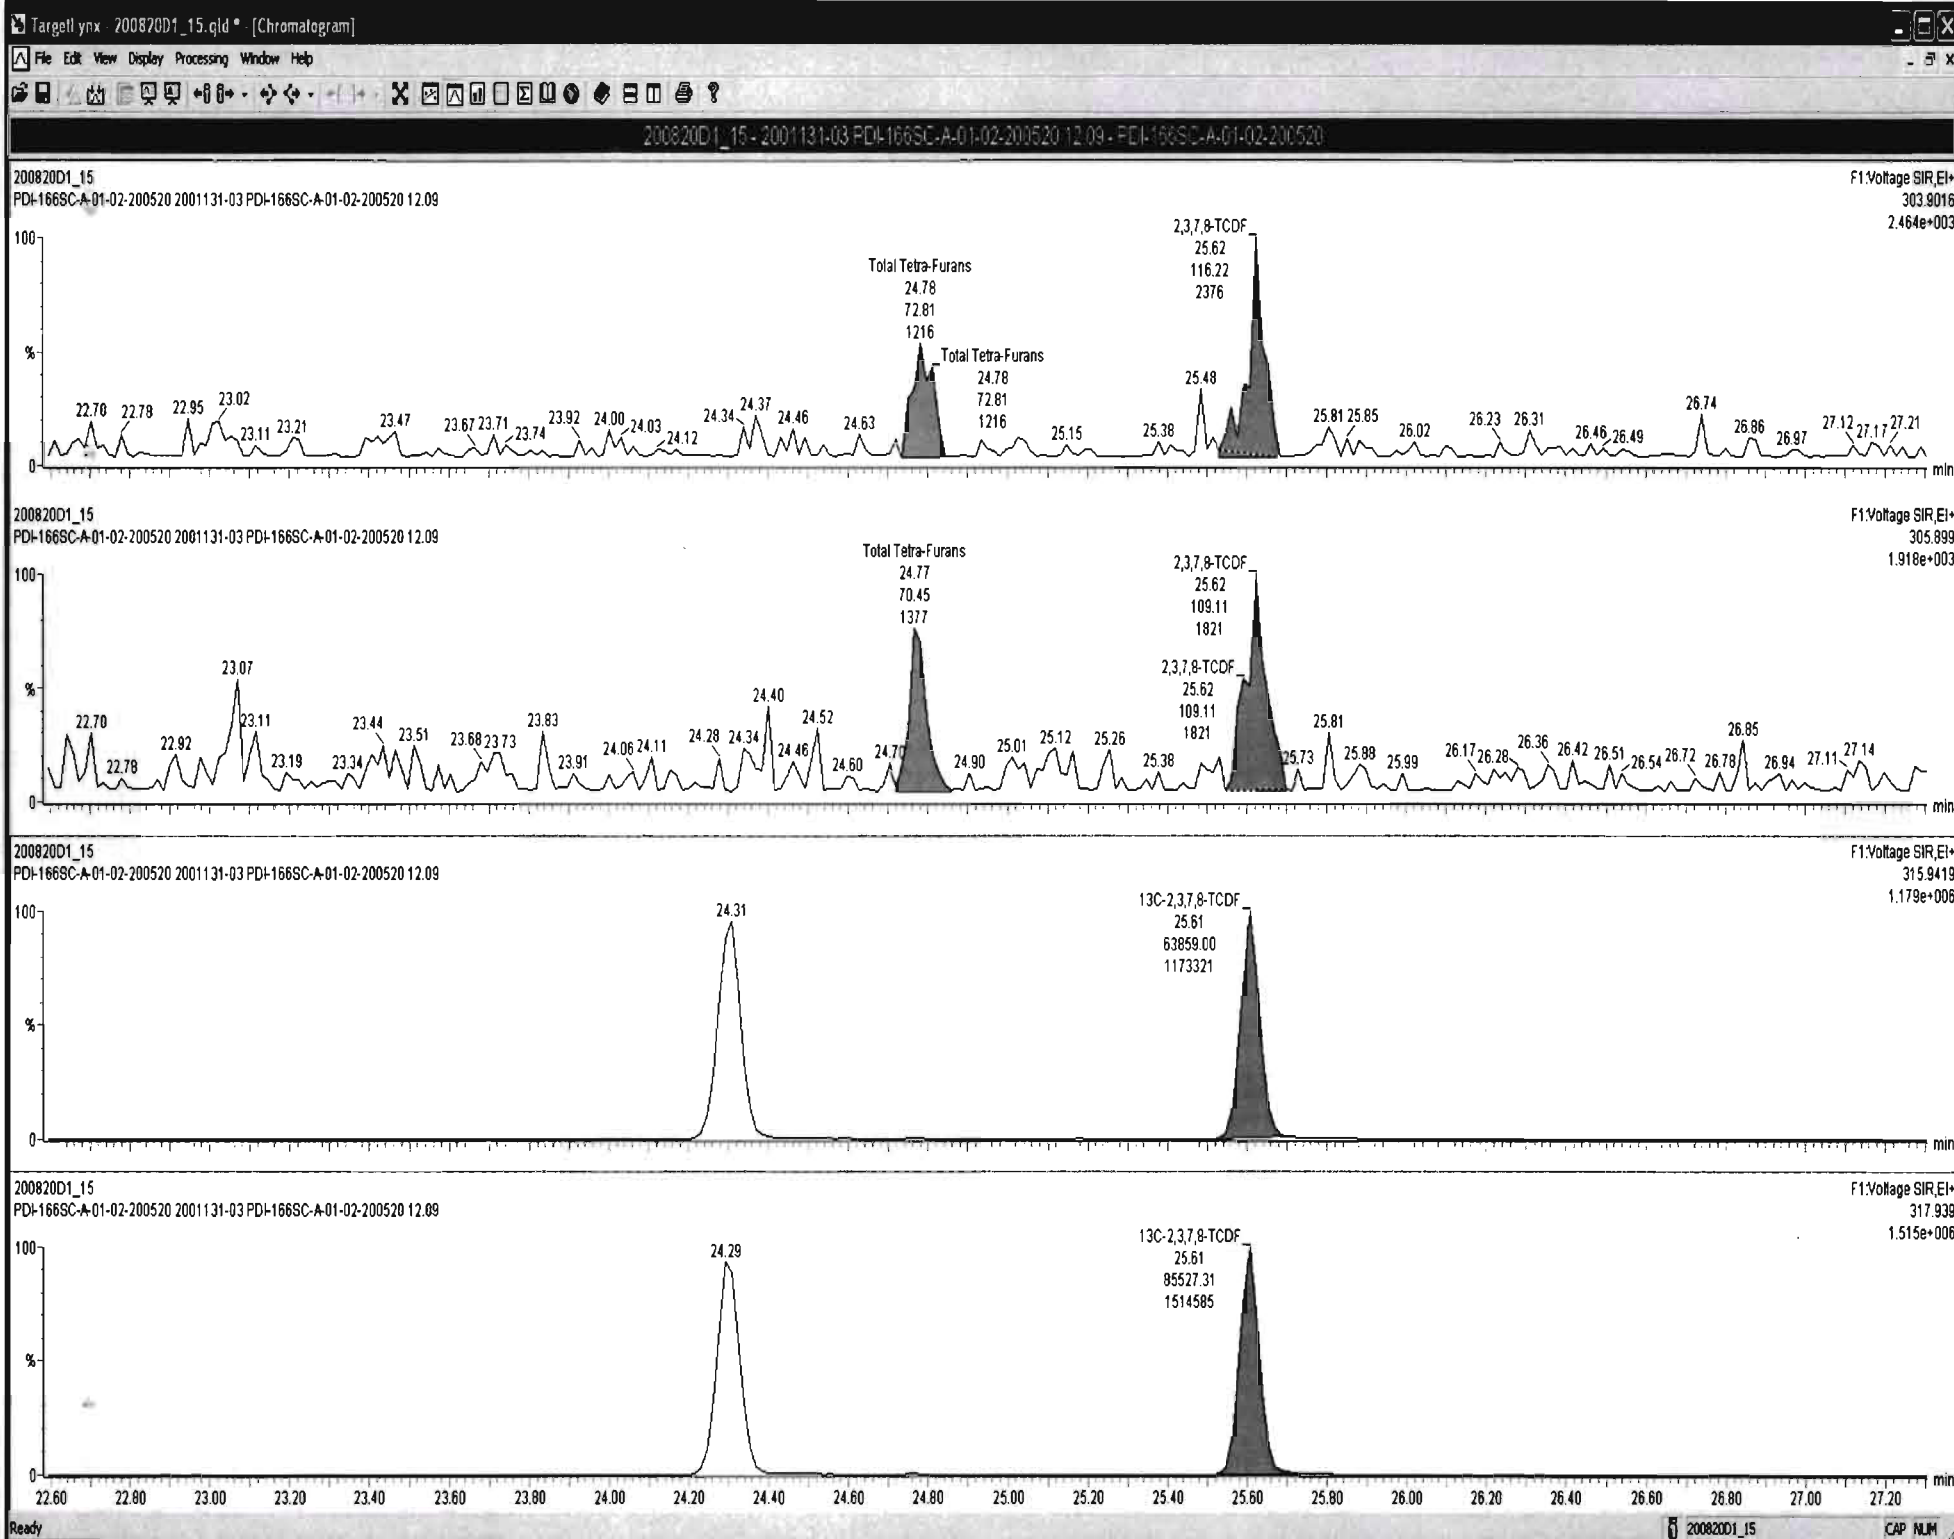 TargetLynx - 200820D1_15.qld * - [Chromatogram]
File Edit View Display Processing Window Help
200820D1_15 - 2001131-03 PDI-166SC-A-01-02-200520 12.09 - PDI-166SC-A-01-02-200520
200820D1_15
PDI-166SC-A-01-02-200520 2001131-03 PDI-166SC-A-01-02-200520 12.09
F1:Voltage SIR,EI+
303.9016
2.464e+003
100
%
0
Total Tetra-Furans
24.78
72.81
1216
Total Tetra-Furans
24.78
72.81
1216
2,3,7,8-TCDF
25.62
116.22
2376
22.70 22.78 22.95 23.02 23.11 23.21 23.47 23.67 23.71 23.74 23.92 24.00 24.03 24.12 24.34 24.37 24.46 24.63 25.15 25.38 25.48 25.81 25.85 26.02 26.23 26.31 26.46 26.49 26.74 26.86 26.97 27.12 27.17 27.21
min
200820D1_15
PDI-166SC-A-01-02-200520 2001131-03 PDI-166SC-A-01-02-200520 12.09
F1:Voltage SIR,EI+
305.899
1.918e+003
100
%
0
Total Tetra-Furans
24.77
70.45
1377
2,3,7,8-TCDF
25.62
109.11
1821
2,3,7,8-TCDF
25.62
109.11
1821
22.70 22.78 22.92 23.07 23.11 23.19 23.34 23.44 23.51 23.68 23.73 23.83 23.91 24.06 24.11 24.28 24.34 24.40 24.46 24.52 24.60 24.70 24.90 25.01 25.12 25.26 25.38 25.73 25.81 25.88 25.99 26.17 26.28 26.36 26.42 26.51 26.54 26.72 26.78 26.85 26.94 27.11 27.14
min
200820D1_15
PDI-166SC-A-01-02-200520 2001131-03 PDI-166SC-A-01-02-200520 12.09
F1:Voltage SIR,EI+
315.9419
1.179e+006
100
%
0
24.31
13C-2,3,7,8-TCDF
25.61
63859.00
1173321
min
200820D1_15
PDI-166SC-A-01-02-200520 2001131-03 PDI-166SC-A-01-02-200520 12.09
F1:Voltage SIR,EI+
317.939
1.515e+006
100
%
0
24.29
13C-2,3,7,8-TCDF
25.61
85527.31
1514585
min
22.60 22.80 23.00 23.20 23.40 23.60 23.80 24.00 24.20 24.40 24.60 24.80 25.00 25.20 25.40 25.60 25.80 26.00 26.20 26.40 26.60 26.80 27.00 27.20
Ready
200820D1_15
CAP NUM